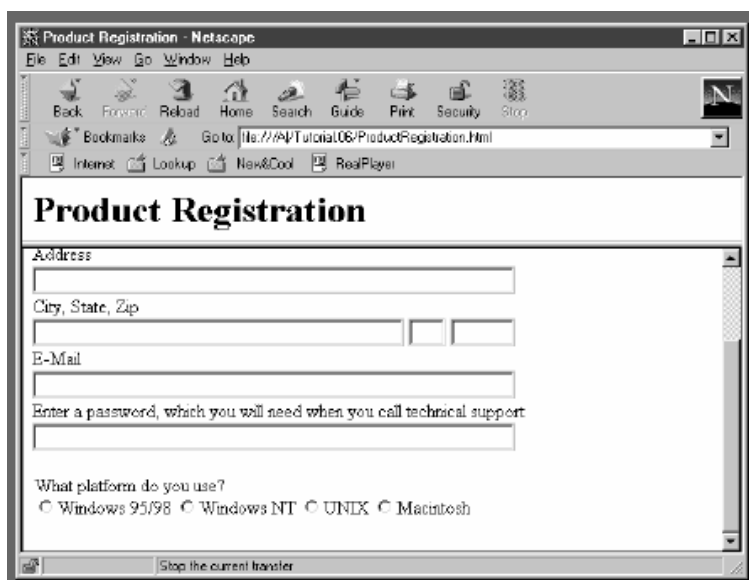 Product Registration - Netscape
File Edit View Go Window Help
Back Forward Reload Home Search Guide Print Security Stop
N
Bookmarks Go to: file:///A|/Tutorial.06/ProductRegistration.html
Internet Lookup New&Cool RealPlayer
Product Registration
Address
City, State, Zip
E-Mail
Enter a password, which you will need when you call technical support
What platform do you use?
Windows 95/98 Windows NT UNIX Macintosh
Stop the current transfer